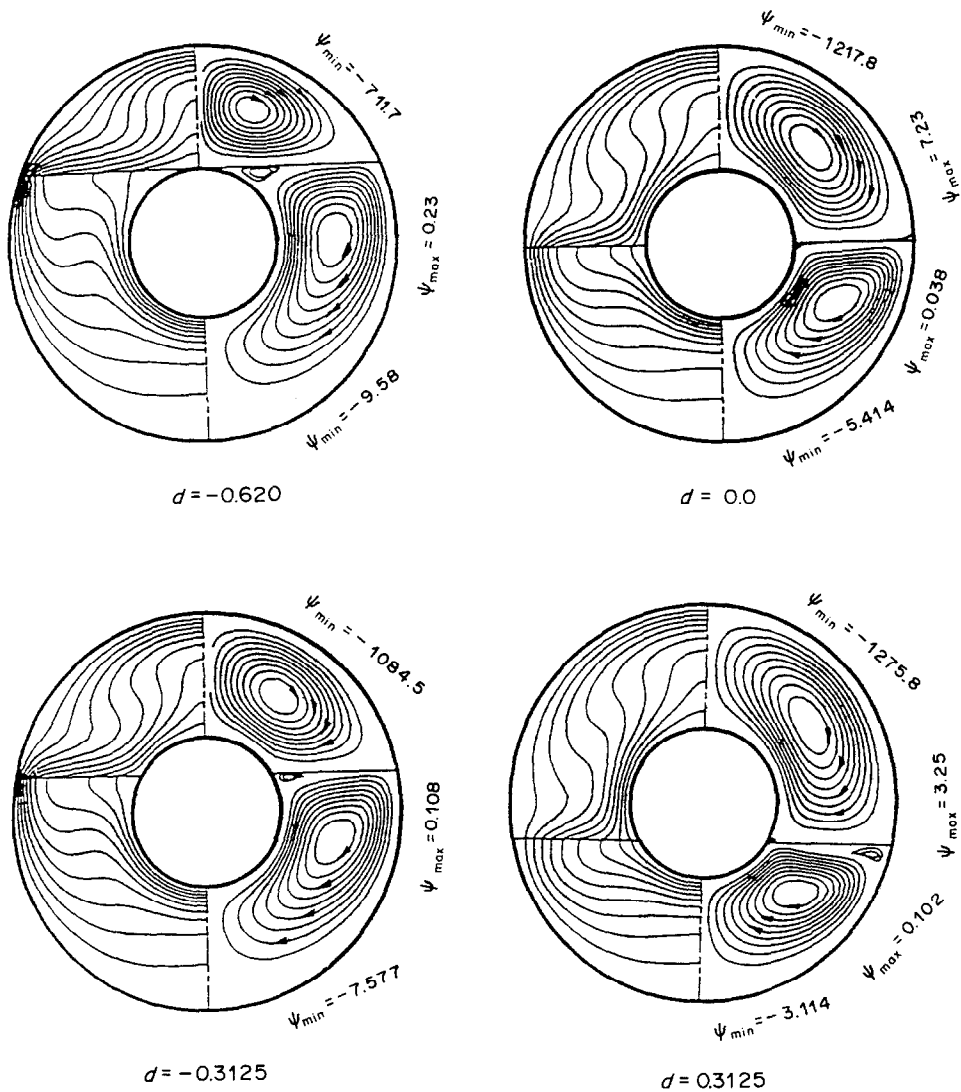 ψmin = −711.7
ψmax = 0.23
ψmin = −9.58
d = −0.620
ψmin = −1217.8
ψmax = 7.23
ψmax = 0.038
ψmin = −5.414
d = 0.0
ψmin = −1084.5
ψmax = 0.108
ψmin = −7.577
d = −0.3125
ψmin = −1275.8
ψmax = 3.25
ψmax = 0.102
ψmin = −3.114
d = 0.3125